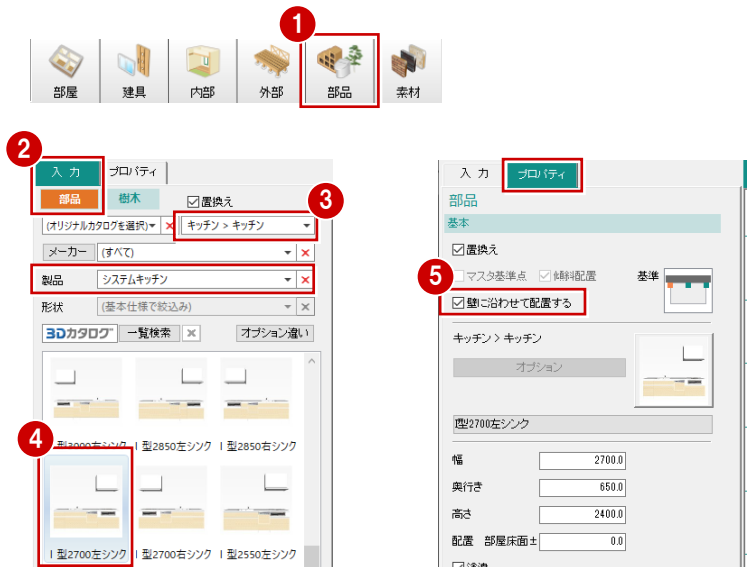 1
部屋 建具 内部 外部 部品 素材
2
入 力 プロパティ
部品 樹木 ☑置換え
3
(オリジナルカタログを選択) キッチン > キッチン
メーカー (すべて)
製品 システムキッチン
形状 (基本仕様で絞込み)
3Dカタログ 一覧検索 オプション違い
4
I 型3000左シンク I 型2850左シンク I 型2850右シンク
I 型2700左シンク I 型2700右シンク I 型2550左シンク
入 力 プロパティ
部品
基本
☑置換え
5
マスタ基準点 ☑傾斜配置 基準
☑壁に沿わせて配置する
キッチン > キッチン
オプション
I型2700左シンク
幅 2700.0
奥行き 650.0
高さ 2400.0
配置 部屋床面± 0.0